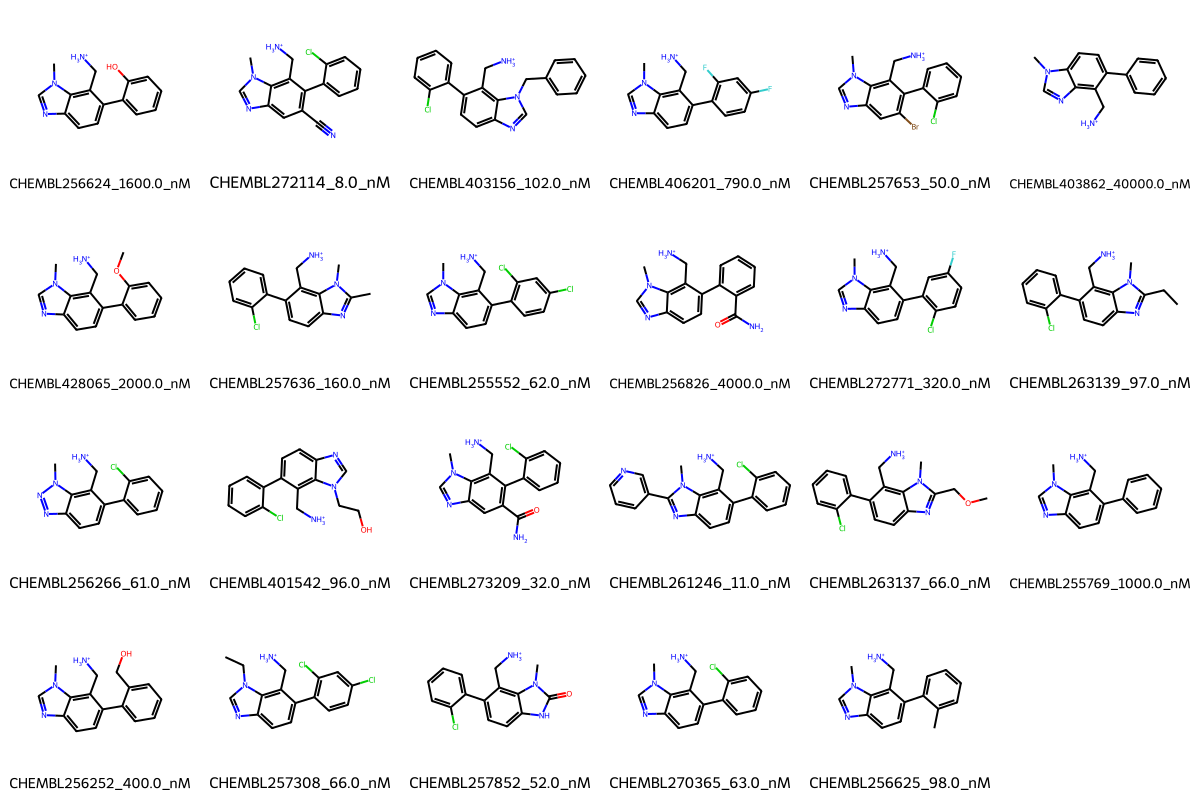 CHEMBL256624_1600.0_nM
CHEMBL272114_8.0_nM
CHEMBL403156_102.0_nM
CHEMBL406201_790.0_nM
CHEMBL257653_50.0_nM
CHEMBL403862_40000.0_nM
CHEMBL428065_2000.0_nM
CHEMBL257636_160.0_nM
CHEMBL255552_62.0_nM
CHEMBL256826_4000.0_nM
CHEMBL272771_320.0_nM
CHEMBL263139_97.0_nM
CHEMBL256266_61.0_nM
CHEMBL401542_96.0_nM
CHEMBL273209_32.0_nM
CHEMBL261246_11.0_nM
CHEMBL263137_66.0_nM
CHEMBL255769_1000.0_nM
CHEMBL256252_400.0_nM
CHEMBL257308_66.0_nM
CHEMBL257852_52.0_nM
CHEMBL270365_63.0_nM
CHEMBL256625_98.0_nM